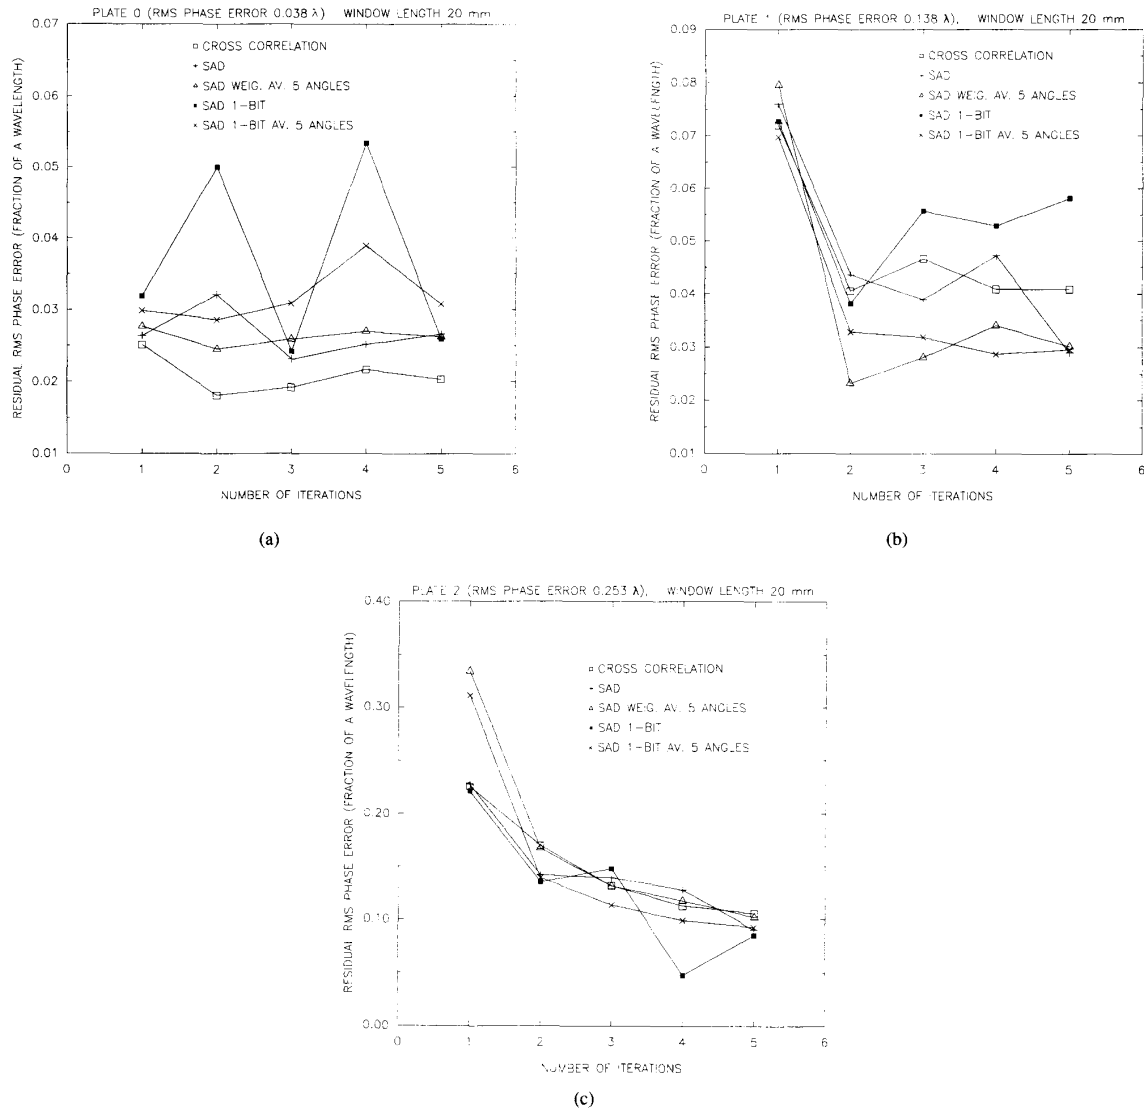 PLATE 0 (RMS PHASE ERROR 0.038 λ) WINDOW LENGTH 20 mm
0.07
0.06
0.05
0.04
0.03
0.02
0.01
RESIDUAL RMS PHASE ERROR (FRACTION OF A WAVELENGTH)
CROSS CORRELATION
SAD
SAD WEIG. AV. 5 ANGLES
SAD 1-BIT
SAD 1-BIT AV. 5 ANGLES
0 1 2 3 4 5 6
NUMBER OF ITERATIONS
(a)
PLATE 1 (RMS PHASE ERROR 0.138 λ), WINDOW LENGTH 20 mm
0.09
0.08
0.07
0.06
0.05
0.04
0.03
0.02
0.01
RESIDUAL RMS PHASE ERROR (FRACTION OF A WAVELENGTH)
CROSS CORRELATION
SAD
SAD WEIG. AV. 5 ANGLES
SAD 1-BIT
SAD 1-BIT AV. 5 ANGLES
0 1 2 3 4 5 6
NUMBER OF ITERATIONS
(b)
PLATE 2 (RMS PHASE ERROR 0.253 λ), WINDOW LENGTH 20 mm
0.40
0.30
0.20
0.10
0.00
RESIDUAL RMS PHASE ERROR (FRACTION OF A WAVELENGTH)
CROSS CORRELATION
SAD
SAD WEIG. AV. 5 ANGLES
SAD 1-BIT
SAD 1-BIT AV. 5 ANGLES
0 1 2 3 4 5 6
NUMBER OF ITERATIONS
(c)